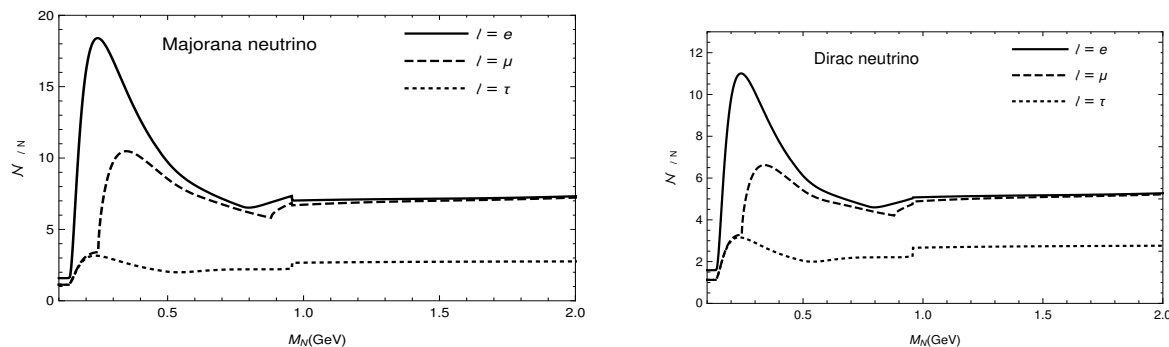 20
15
10
5
0
0.5
1.0
1.5
2.0
Majorana neutrino
l = e
l = μ
l = τ
𝒩 l N
M_N(GeV)
12
10
8
6
4
2
0
0.5
1.0
1.5
2.0
Dirac neutrino
l = e
l = μ
l = τ
𝒩 l N
M_N(GeV)